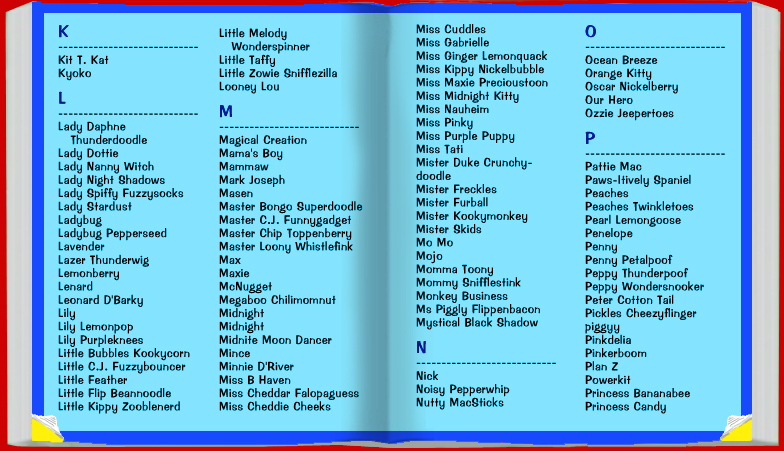 K
Kit T. Kat
Kyoko
L
Lady Daphne
Thunderdoodle
Lady Dottie
Lady Nanny Witch
Lady Night Shadows
Lady Spiffy Fuzzysocks
Lady Stardust
Ladybug
Ladybug Pepperseed
Lavender
Lazer Thunderwig
Lemonberry
Lenard
Leonard D'Barky
Lily
Lily Lemonpop
Lily Purpleknees
Little Bubbles Kookycorn
Little C.J. Fuzzybouncer
Little Feather
Little Flip Beannoodle
Little Kippy Zooblenerd
Little Melody
Wonderspinner
Little Taffy
Little Zowie Snifflezilla
Looney Lou
M
Magical Creation
Mama's Boy
Mammaw
Mark Joseph
Masen
Master Bongo Superdoodle
Master C.J. Funnygadget
Master Chip Toppenberry
Master Loony Whistlefink
Max
Maxie
McNugget
Megaboo Chilimomnut
Midnight
Midnight
Midnite Moon Dancer
Mince
Minnie D'River
Miss B Haven
Miss Cheddar Falopaguess
Miss Cheddie Cheeks
Miss Cuddles
Miss Gabrielle
Miss Ginger Lemonquack
Miss Kippy Nickelbubble
Miss Maxie Precioustoon
Miss Midnight Kitty
Miss Nauheim
Miss Pinky
Miss Purple Puppy
Miss Tati
Mister Duke Crunchy-
doodle
Mister Freckles
Mister Furball
Mister Kookymonkey
Mister Skids
Mo Mo
Mojo
Momma Toony
Mommy Snifflestink
Monkey Business
Ms Piggly Flippenbacon
Mystical Black Shadow
N
Nick
Noisy Pepperwhip
Nutty MacSticks
O
Ocean Breeze
Orange Kitty
Oscar Nickelberry
Our Hero
Ozzie Jeepertoes
P
Pattie Mac
Paws-Itively Spaniel
Peaches
Peaches Twinkletoes
Pearl Lemongoose
Penelope
Penny
Penny Petalpoof
Peppy Thunderpoof
Peppy Wondersnooker
Peter Cotton Tail
Pickles Cheezyflinger
piggyy
Pinkdelia
Pinkerboom
Plan Z
Powerkit
Princess Bananabee
Princess Candy